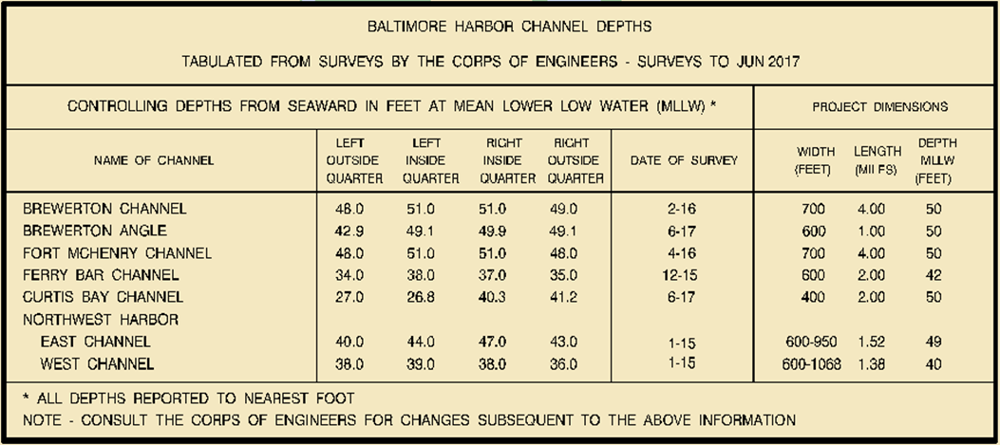 BALTIMORE HARBOR CHANNEL DEPTHS
TABULATED FROM SURVEYS BY THE CORPS OF ENGINEERS - SURVEYS TO JUN 2017
CONTROLLING DEPTHS FROM SEAWARD IN FEET AT MEAN LOWER LOW WATER (MLLW) * PROJECT DIMENSIONS
NAME OF CHANNEL
LEFT
OUTSIDE
QUARTER
LEFT
INSIDE
QUARTER
RIGHT
INSIDE
QUARTER
RIGHT
OUTSIDE
QUARTER
DATE OF SURVEY
WIDTH
(FEET)
LENGTH
(MILES)
DEPTH
MLLW
(FEET)
BREWERTON CHANNEL 48.0 51.0 51.0 49.0 2-16 700 4.00 50
BREWERTON ANGLE 42.9 49.1 49.9 49.1 6-17 600 1.00 50
FORT MCHENRY CHANNEL 48.0 51.0 51.0 48.0 4-16 700 4.00 50
FERRY BAR CHANNEL 34.0 38.0 37.0 35.0 12-15 600 2.00 42
CURTIS BAY CHANNEL 27.0 26.8 40.3 41.2 6-17 400 2.00 50
NORTHWEST HARBOR
EAST CHANNEL 40.0 44.0 47.0 43.0 1-15 600-950 1.52 49
WEST CHANNEL 38.0 39.0 38.0 36.0 1-15 600-1068 1.38 40
* ALL DEPTHS REPORTED TO NEAREST FOOT
NOTE - CONSULT THE CORPS OF ENGINEERS FOR CHANGES SUBSEQUENT TO THE ABOVE INFORMATION